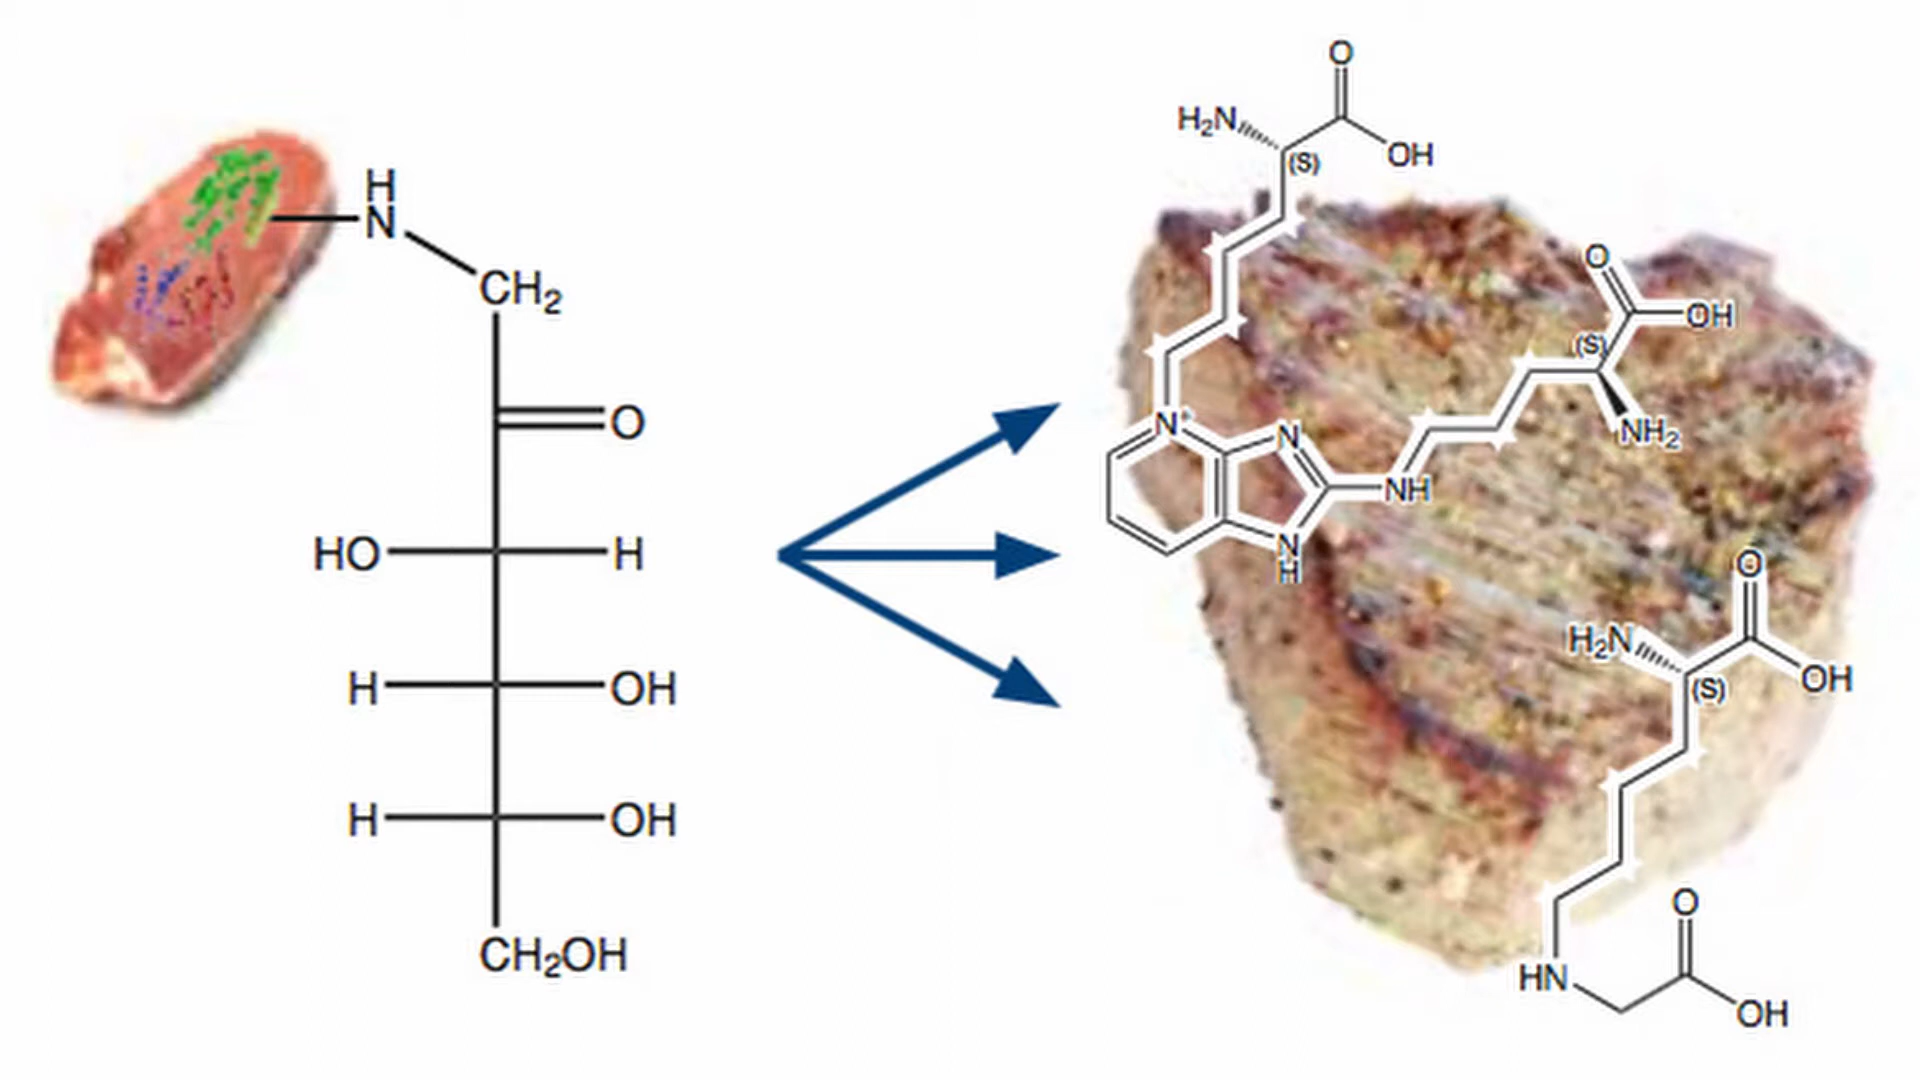 H
N
CH₂
O
HO
H
H
OH
H
OH
CH₂OH
O
H₂N
(S)
OH
O
OH
(S)
NH₂
N⁺
N
NH
N
H
O
H₂N
(S)
OH
O
HN
OH